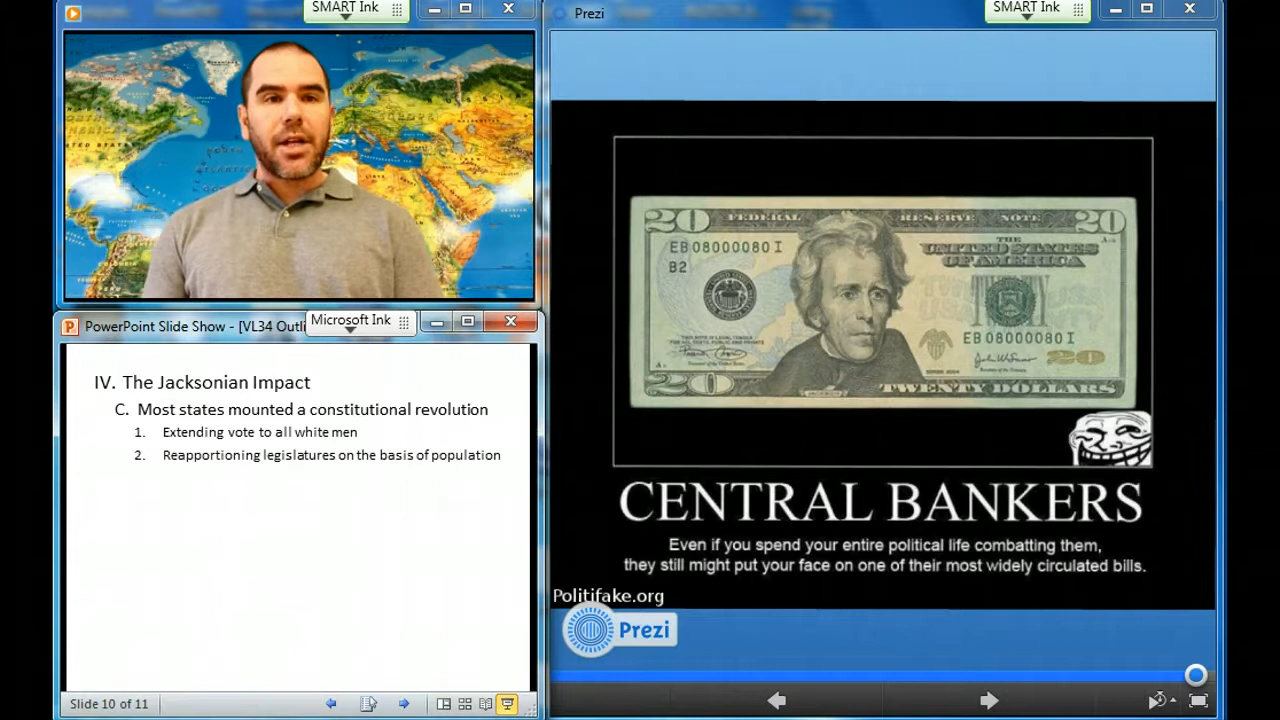 SMART Ink
PowerPoint Slide Show - [VL34 Outli
Microsoft Ink
IV. The Jacksonian Impact
C. Most states mounted a constitutional revolution
1. Extending vote to all white men
2. Reapportioning legislatures on the basis of population
Slide 10 of 11
Prezi
SMART Ink
20 FEDERAL RESERVE NOTE 20
EB 08000080 I
B2
THE
UNITED STATES
OF AMERICA
EB 08000080 I
20
20 TWENTY DOLLARS
CENTRAL BANKERS
Even if you spend your entire political life combatting them,
they still might put your face on one of their most widely circulated bills.
Politifake.org
Prezi